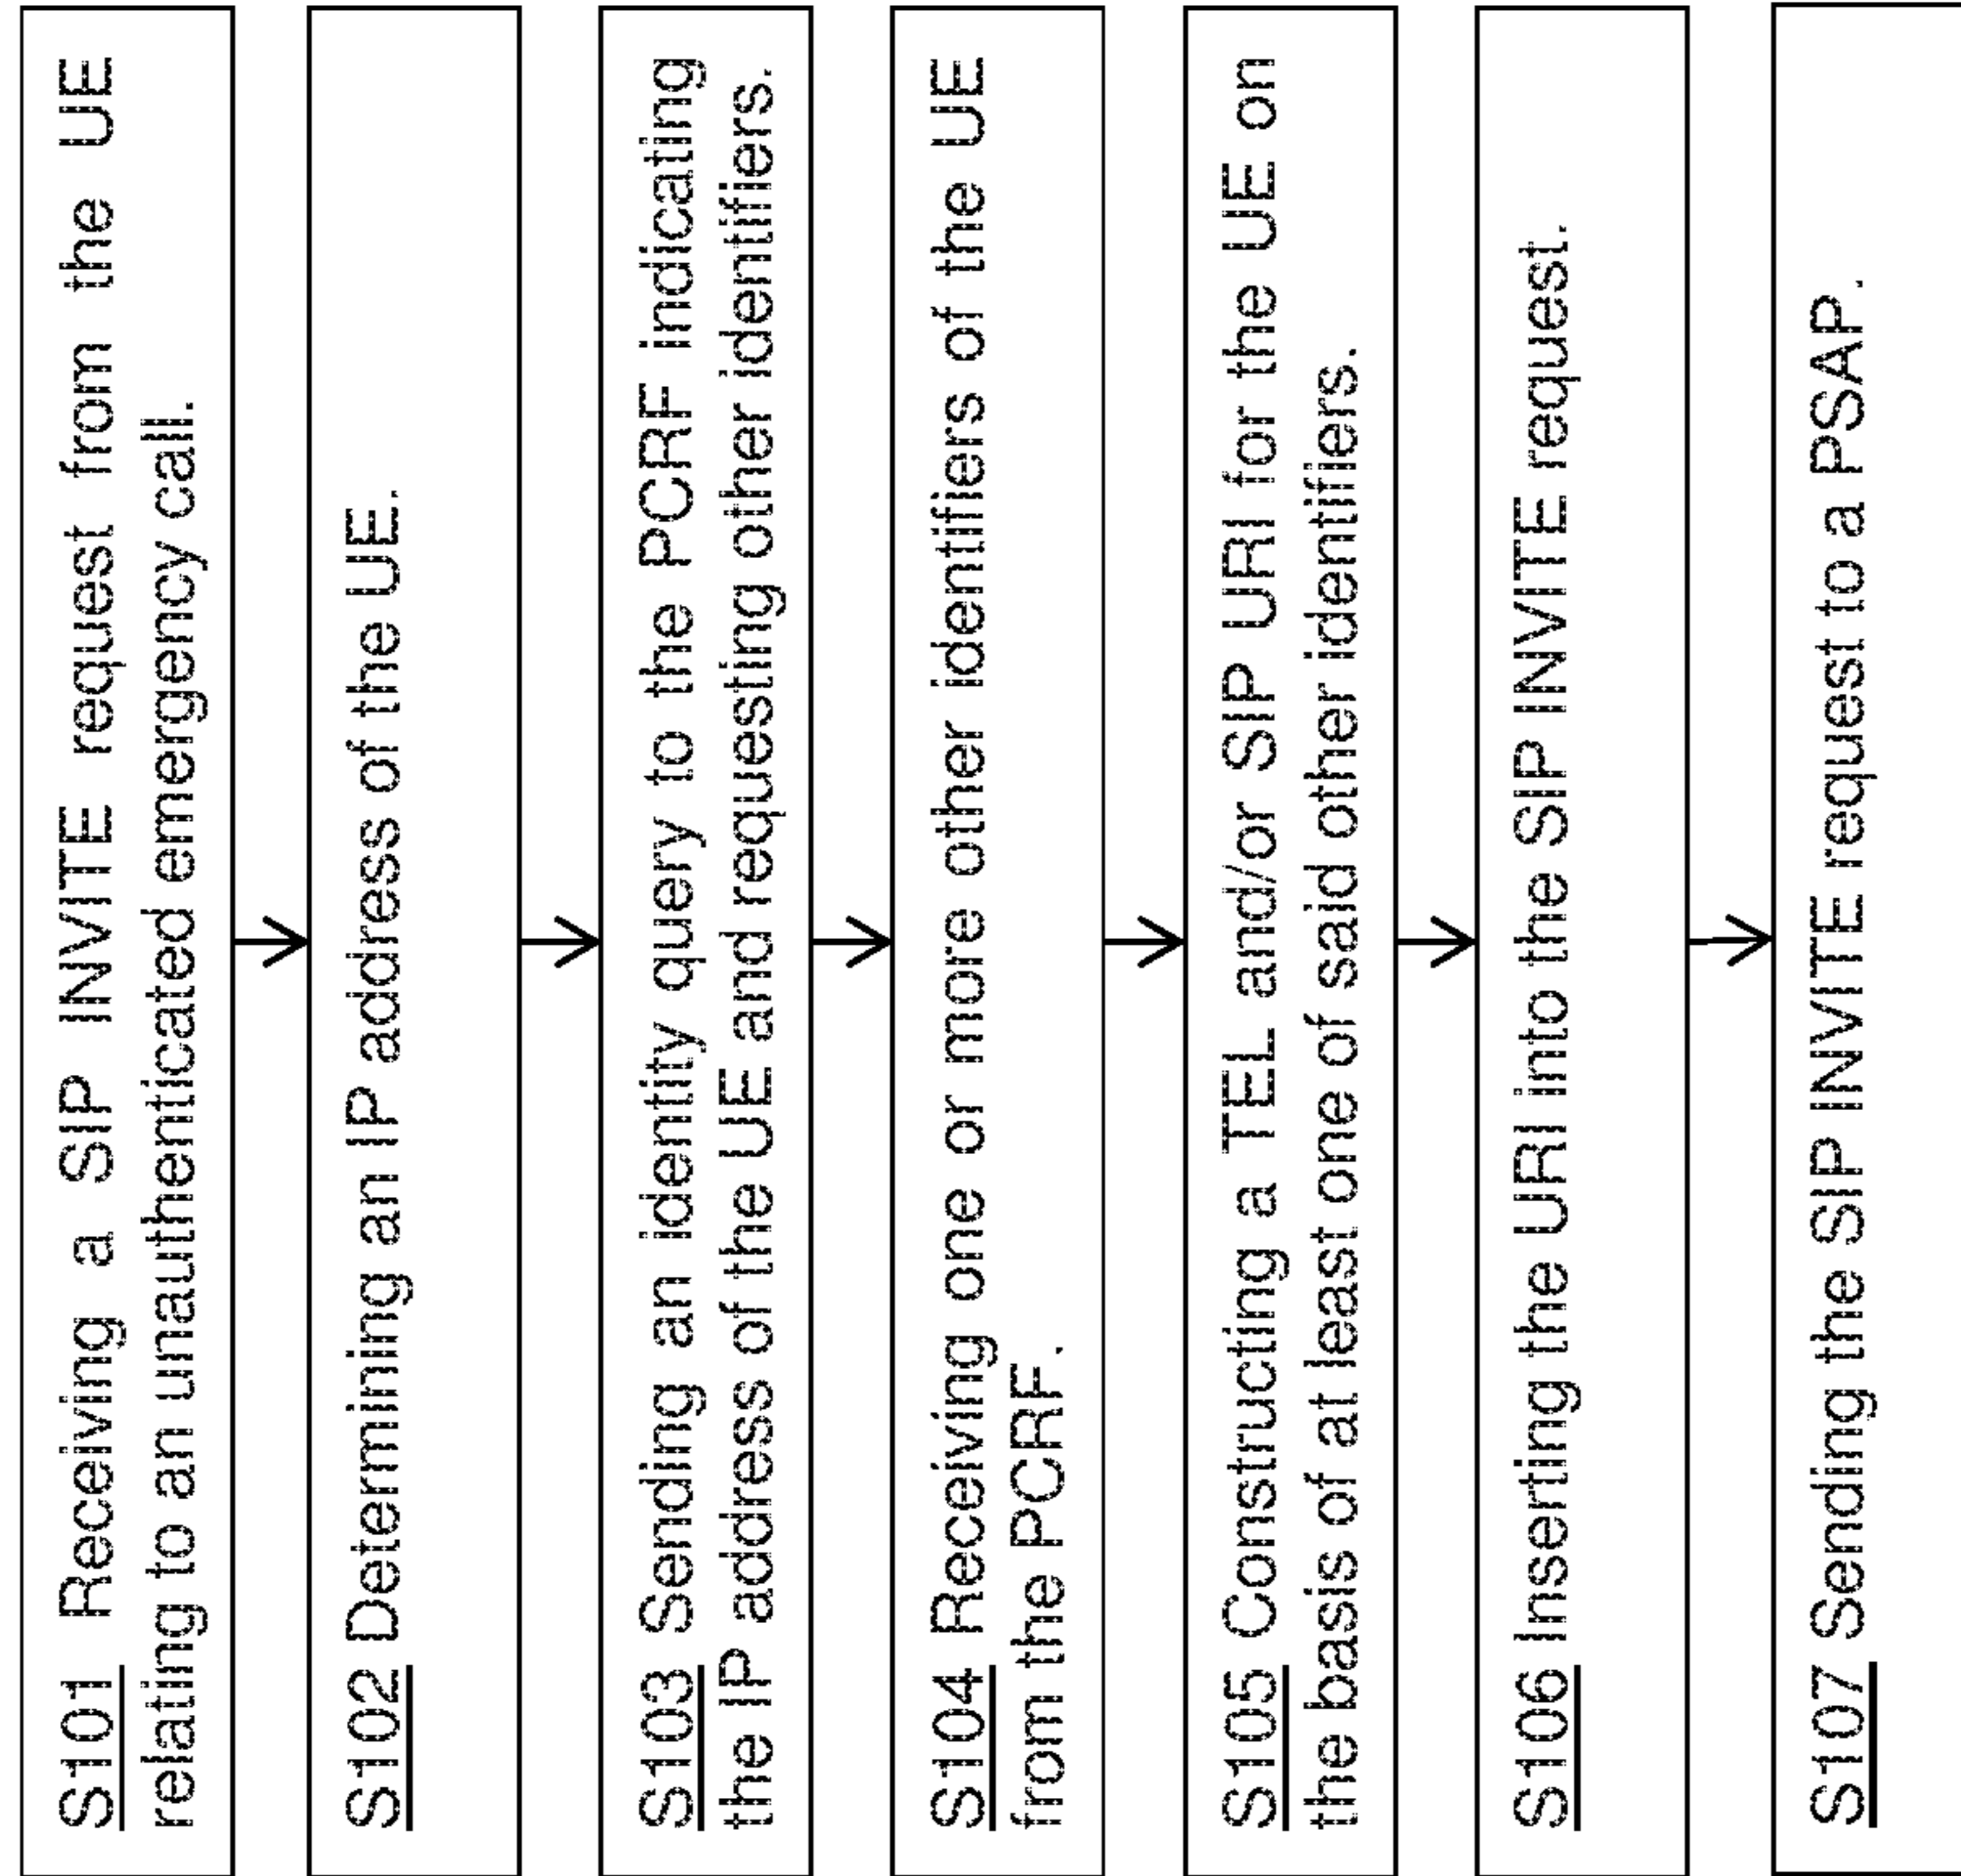 S101 Receiving a SIP INVITE request from the UE
relating to an unauthenticated emergency call.
S102 Determining an IP address of the UE.
S103 Sending an identity query to the PCRF indicating
the IP address of the UE and requesting other identifiers.
S104 Receiving one or more other identifiers of the UE
from the PCRF.
S105 Constructing a TEL and/or SIP URI for the UE on
the basis of at least one of said other identifiers.
S106 Inserting the URI into the SIP INVITE request.
S107 Sending the SIP INVITE request to a PSAP.